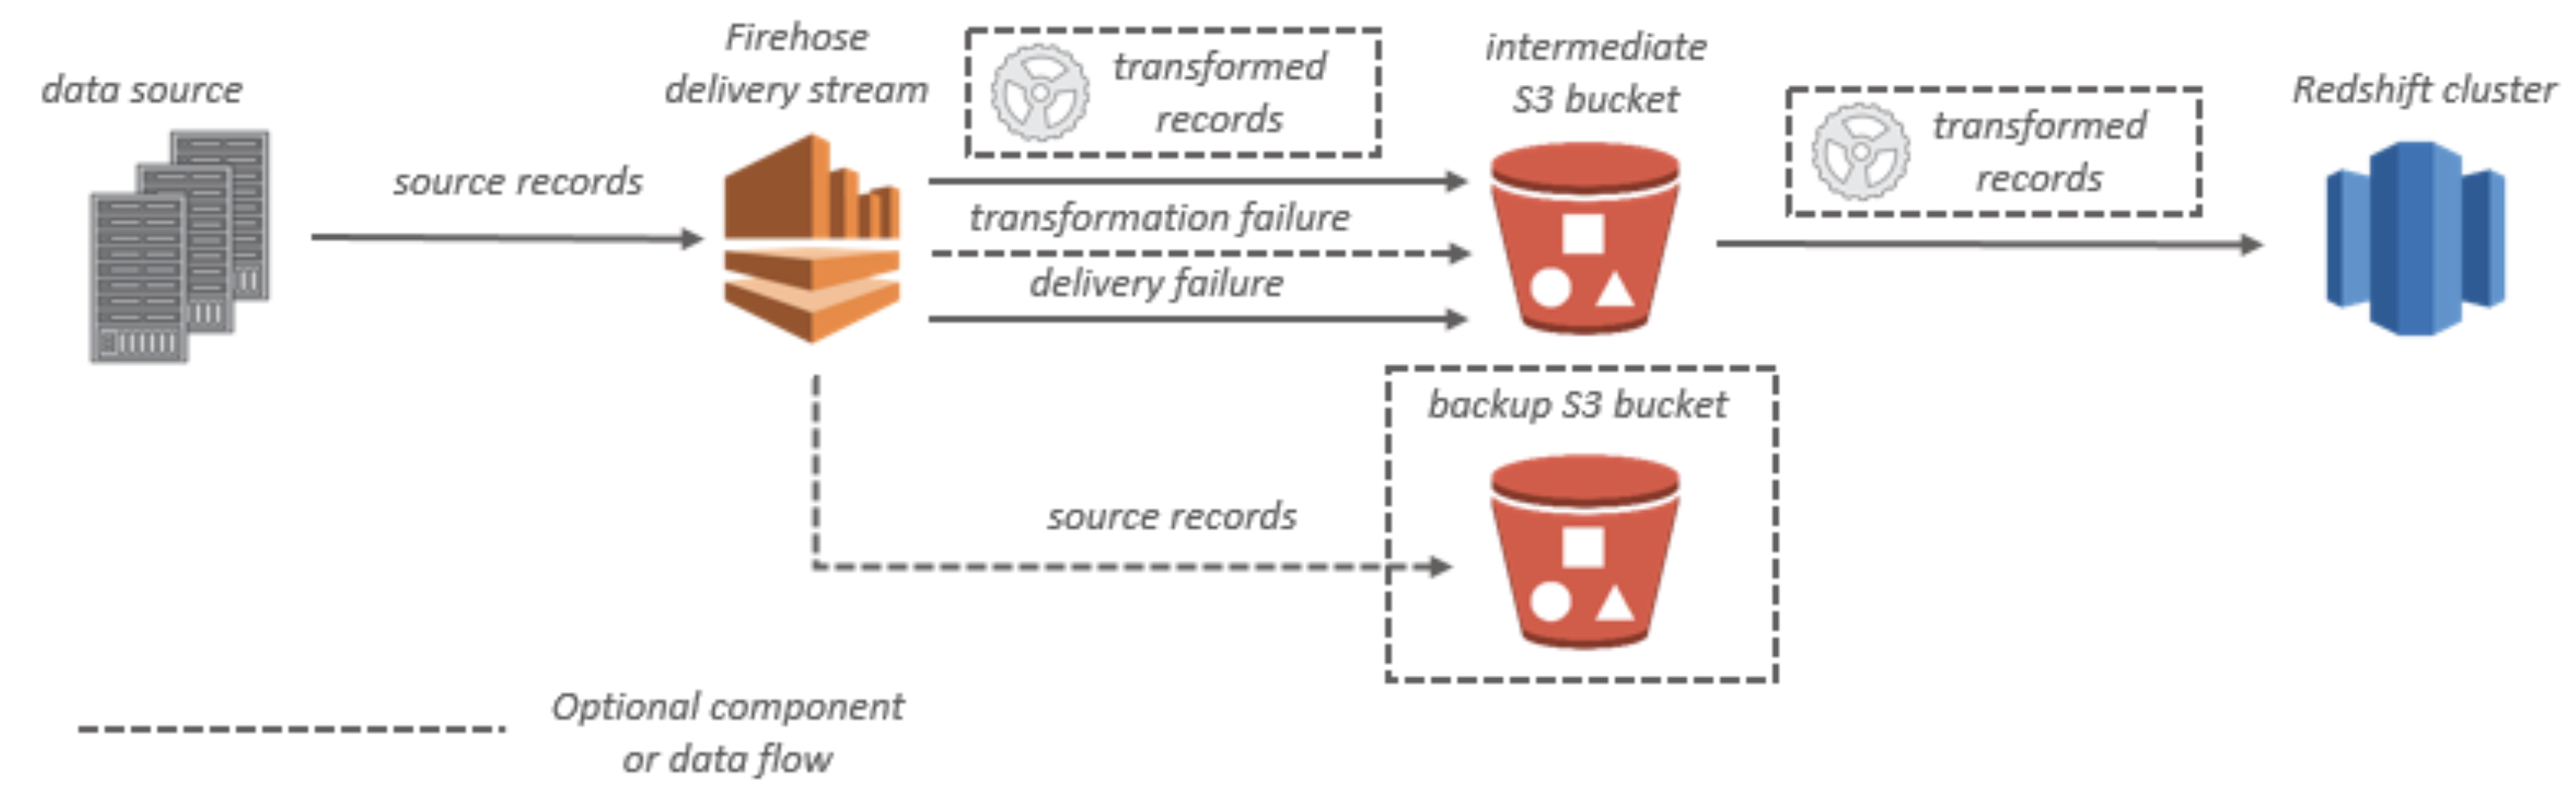 data source
source records
Firehose
delivery stream
transformed
records
transformation failure
delivery failure
intermediate
S3 bucket
transformed
records
Redshift cluster
backup S3 bucket
source records
Optional component
or data flow